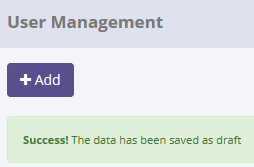 User Management
+ Add
Success! The data has been saved as draft